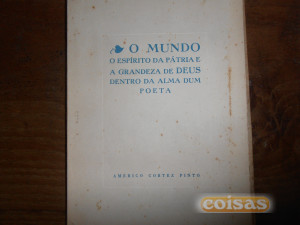 O MUNDO
O ESPÍRITO DA PÁTRIA E
A GRANDEZA DE DEUS
DENTRO DA ALMA DUM
POETA
AMÉRICO CORTEZ PINTO
coisas